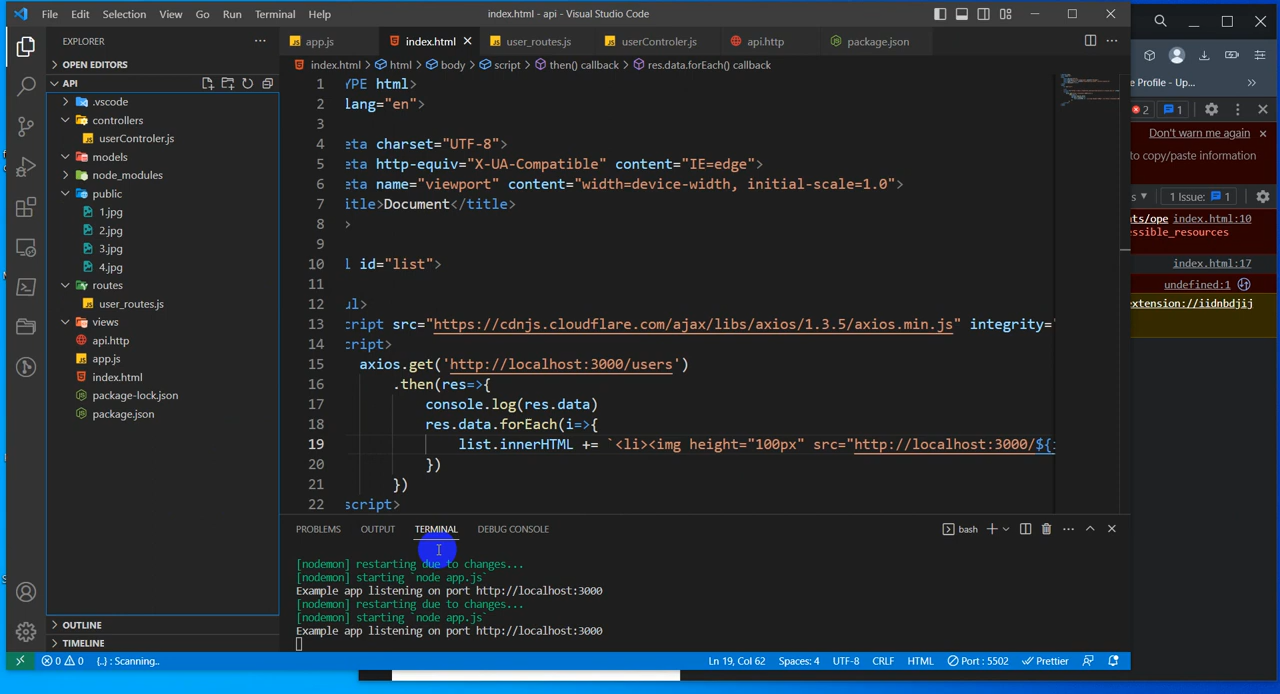 File Edit Selection View Go Run Terminal Help index.html - api - Visual Studio Code
EXPLORER
OPEN EDITORS
API
.vscode
controllers
userControler.js
models
node_modules
public
1.jpg
2.jpg
3.jpg
4.jpg
routes
user_routes.js
views
api.http
app.js
index.html
package-lock.json
package.json
OUTLINE
TIMELINE
app.js index.html user_routes.js userControler.js api.http package.json
index.html > html > body > script > then() callback > res.data.forEach() callback
1 YPE html>
2 lang="en">
3
4 eta charset="UTF-8">
5 eta http-equiv="X-UA-Compatible" content="IE=edge">
6 eta name="viewport" content="width=device-width, initial-scale=1.0">
7 itle>Document</title>
8 >
9
10 l id="list">
11
12 ul>
13 cript src="https://cdnjs.cloudflare.com/ajax/libs/axios/1.3.5/axios.min.js" integrity="
14 cript>
15 axios.get('http://localhost:3000/users')
16 .then(res=>{
17 console.log(res.data)
18 res.data.forEach(i=>{
19 list.innerHTML += `<li><img height="100px" src="http://localhost:3000/${i
20 })
21 })
22 script>
PROBLEMS OUTPUT TERMINAL DEBUG CONSOLE bash
[nodemon] restarting due to changes...
[nodemon] starting `node app.js`
Example app listening on port http://localhost:3000
[nodemon] restarting due to changes...
[nodemon] starting `node app.js`
Example app listening on port http://localhost:3000
0 0 {..} : Scanning.. Ln 19, Col 62 Spaces: 4 UTF-8 CRLF HTML Port : 5502 Prettier
e Profile - Up...
2 1
Don't warn me again
to copy/paste information
s 1 Issue: 1
ts/ope index.html:10
essible_resources
index.html:17
undefined:1
extension://iidnbdjij